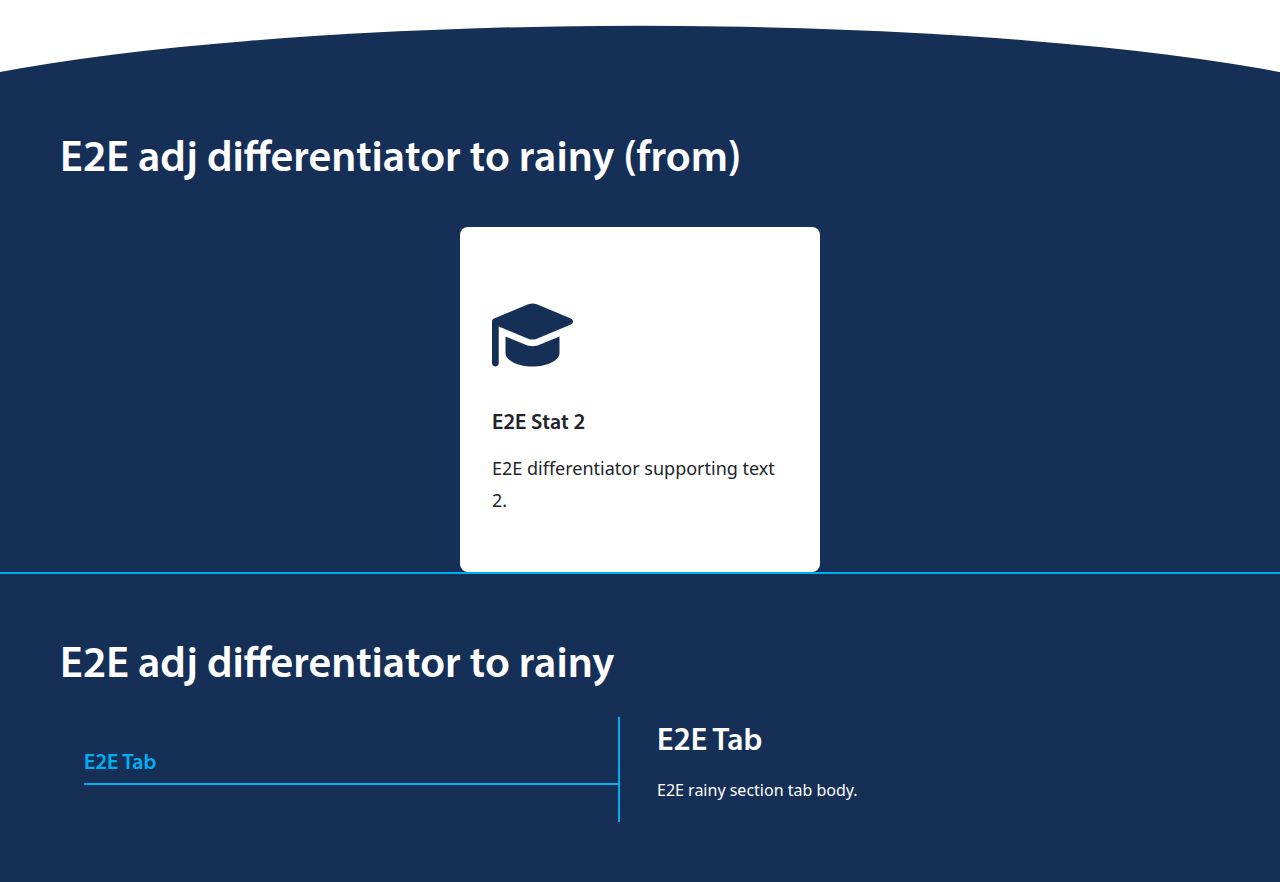 E2E adj differentiator to rainy (from)
E2E Stat 2
E2E differentiator supporting text
2.
E2E adj differentiator to rainy
E2E Tab
E2E Tab
E2E rainy section tab body.